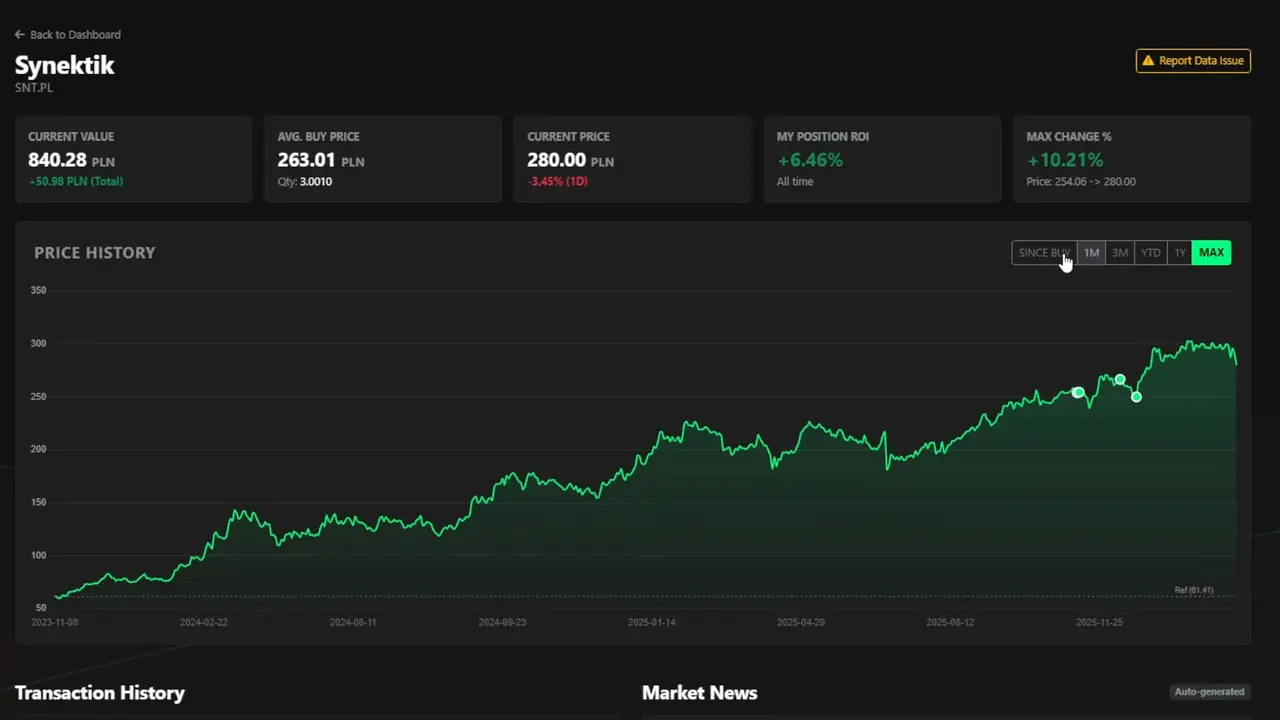 Back to Dashboard
Synektik
SNT.PL
Report Data Issue
CURRENT VALUE
840.28 PLN
+50.98 PLN (Total)
AVG. BUY PRICE
263.01 PLN
Qty: 3.0010
CURRENT PRICE
280.00 PLN
-3.45% (1D)
MY POSITION ROI
+6.46%
All time
MAX CHANGE %
+10.21%
Price: 254.06 -> 280.00
PRICE HISTORY
SINCE BUY 1M 3M YTD 1Y MAX
350
300
250
200
150
100
50
Ref (61.41)
2023-11-08 2024-02-22 2024-06-11 2024-09-23 2025-01-14 2025-04-29 2025-08-12 2025-11-25
Transaction History
Market News
Auto-generated